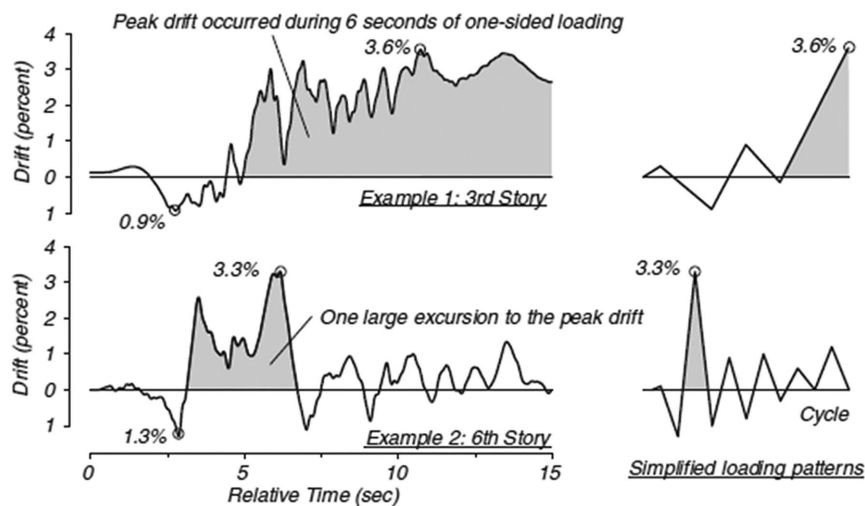 Peak drift occurred during 6 seconds of one-sided loading
4
3
2
1
0
1
Drift (percent)
3.6%
0.9%
Example 1: 3rd Story
3.6%
4
3
2
1
0
1
Drift (percent)
3.3%
One large excursion to the peak drift
1.3%
Example 2: 6th Story
0
5
10
15
Relative Time (sec)
3.3%
Cycle
Simplified loading patterns